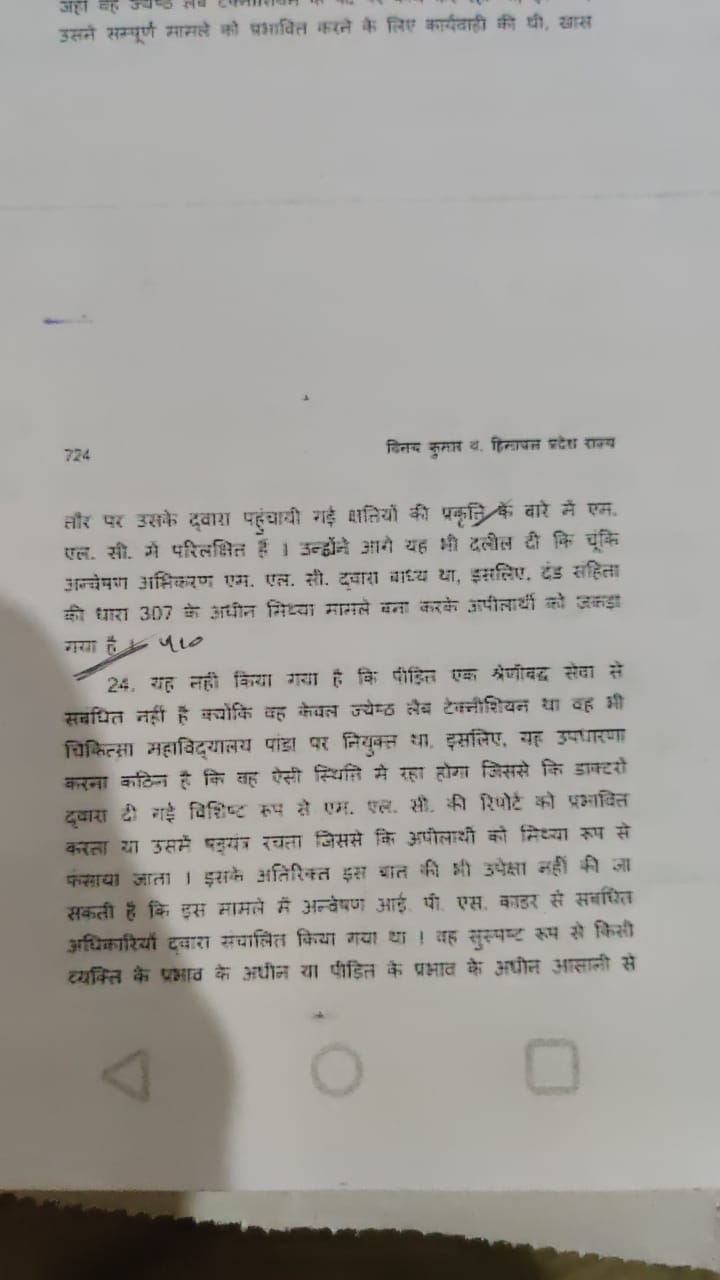 उसने सम्पूर्ण मामले को प्रभावित करने के लिए कार्यवाही की थी, खास
724
विनय कुमार व. हिमाचल प्रदेश राज्य
तौर पर उसके द्वारा पहुंचायी गई क्षतियों की प्रकृति के बारे में एम.
एल. सी. में परिलक्षित है । उन्होंने आगे यह भी दलील दी कि चूंकि
अन्वेषण अभिकरण एम. एल. सी. द्वारा बाध्य था, इसलिए, दंड संहिता
की धारा 307 के अधीन मिथ्या मामले बना करके अपीलार्थी को जकड़ा
गया है ।
24. यह नही किया गया है कि पीड़ित एक श्रेणीबद्ध सेवा से
संबंधित नहीं है क्योंकि वह केवल ज्येष्ठ लैब टेक्नीशियन था वह भी
चिकित्सा महाविद्यालय पांडा पर नियुक्त था, इसलिए, यह उपधारणा
करना कठिन है कि वह ऐसी स्थिति में रहा होगा जिससे कि डाक्टरो
द्वारा दी गई विशिष्ट रूप से एम. एल. सी. की रिपोर्ट को प्रभावित
करता या उसमें षड्यंत्र रचता जिससे कि अपीलार्थी को मिथ्या रूप से
फंसाया जाता । इसके अतिरिक्त इस बात की भी उपेक्षा नहीं की जा
सकती है कि इस मामले में अन्वेषण आई. पी. एस. काडर से संबंधित
अधिकारियों द्वारा संचालित किया गया था । वह सुस्पष्ट रूप से किसी
व्यक्ति के प्रभाव के अधीन या पीड़ित के प्रभाव के अधीन आसानी से